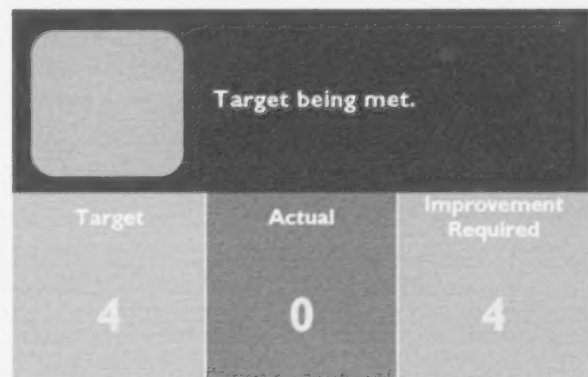 Target being met.
Target
Actual
Improvement
Required
4
0
4